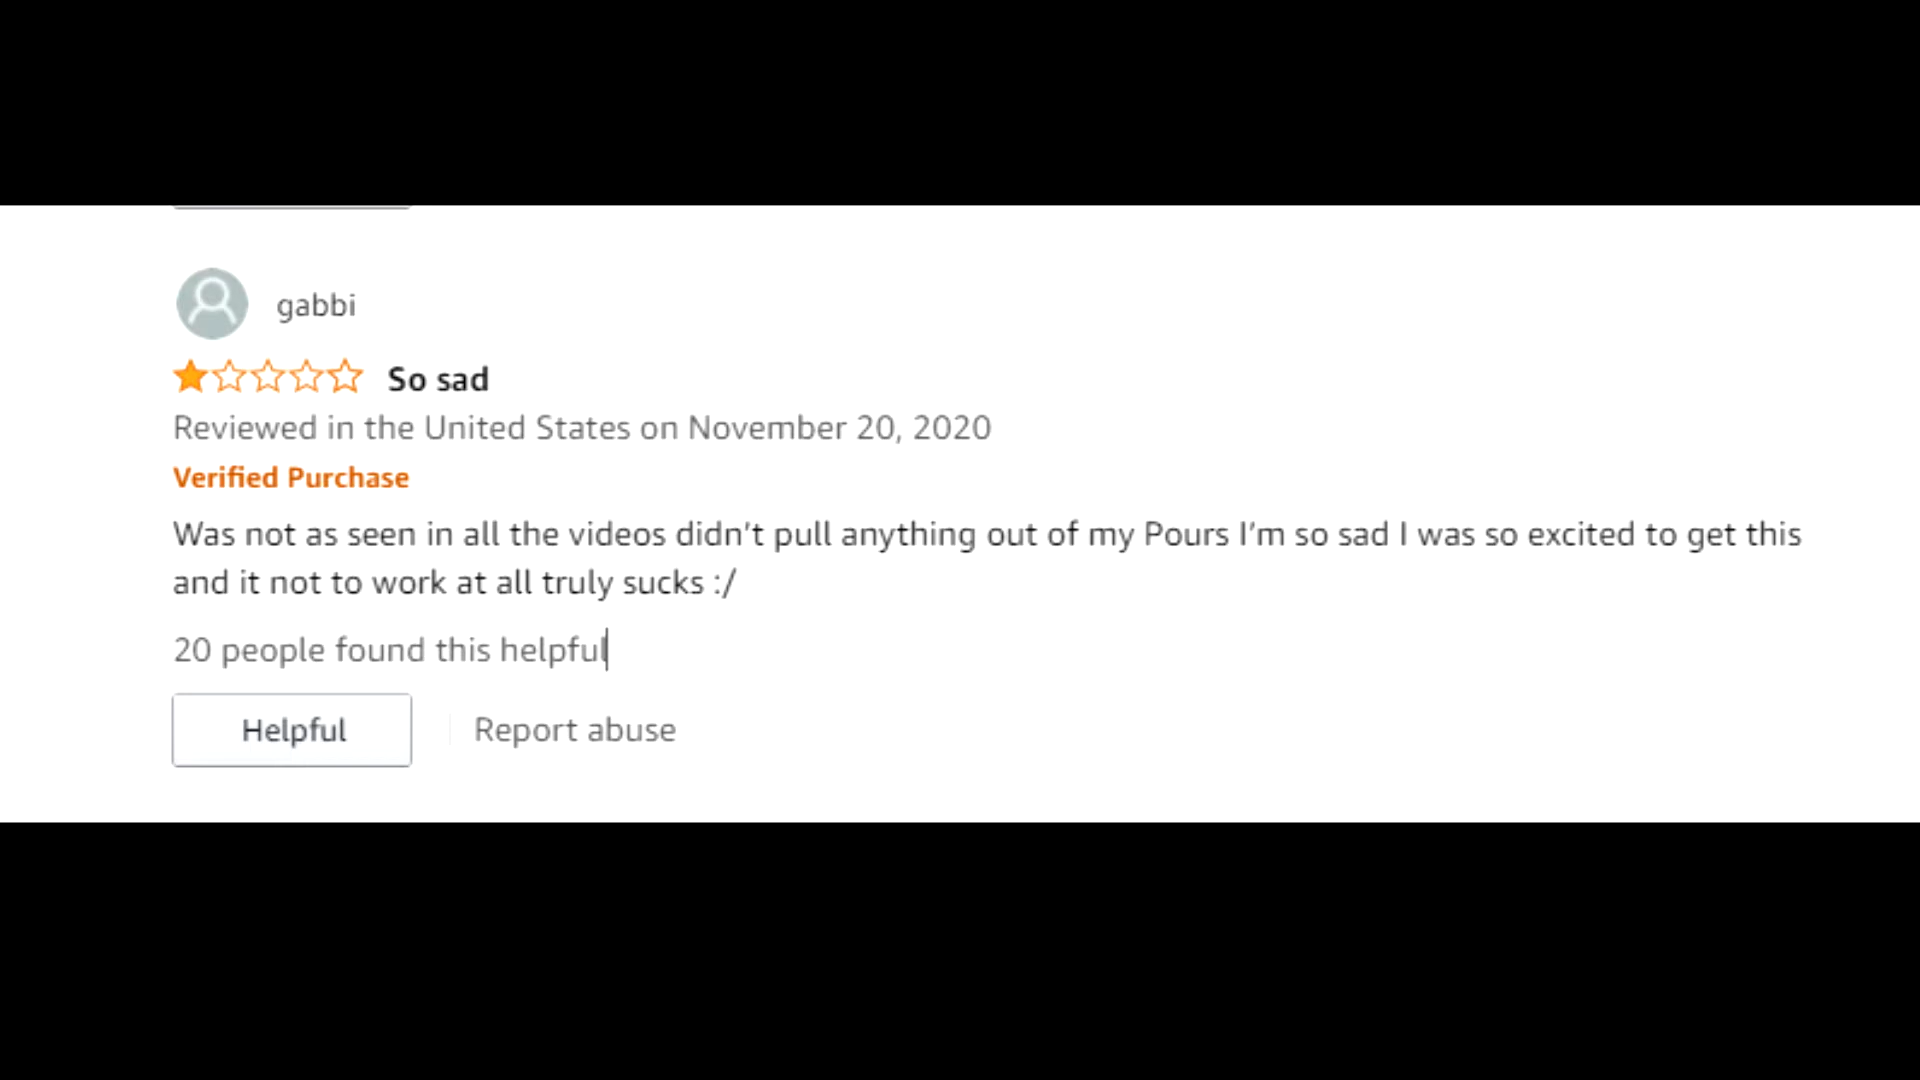 gabbi
So sad
Reviewed in the United States on November 20, 2020
Verified Purchase
Was not as seen in all the videos didn’t pull anything out of my Pours I’m so sad I was so excited to get this
and it not to work at all truly sucks :/
20 people found this helpful
Helpful
Report abuse